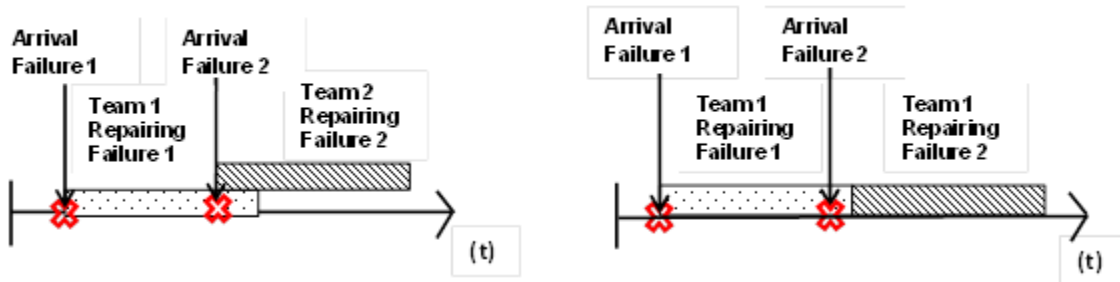 Arrival
Failure 1
Arrival
Failure 2
Team 1
Repairing
Failure 1
Team 2
Repairing
Failure 2
(t)
Arrival
Failure 1
Arrival
Failure 2
Team 1
Repairing
Failure 1
Team 1
Repairing
Failure 2
(t)